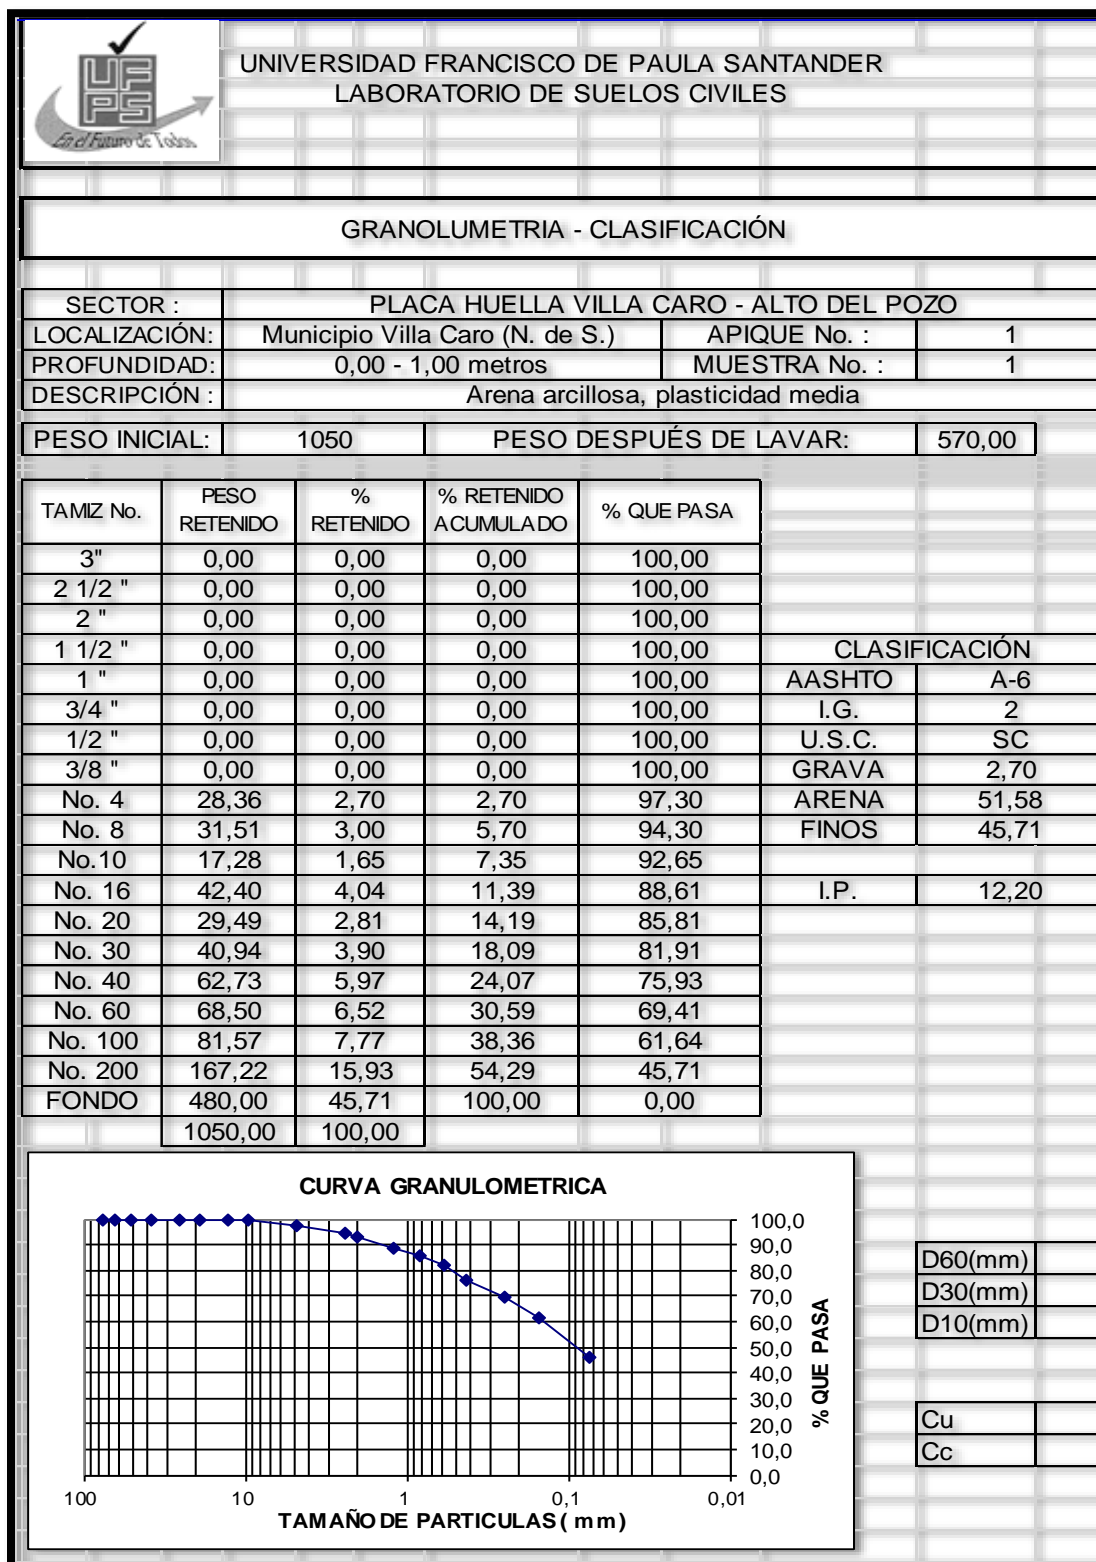 UFPS
En el Futuro de Todos
UNIVERSIDAD FRANCISCO DE PAULA SANTANDER
LABORATORIO DE SUELOS CIVILES
GRANOLUMETRIA - CLASIFICACIÓN
SECTOR : PLACA HUELLA VILLA CARO - ALTO DEL POZO
LOCALIZACIÓN: Municipio Villa Caro (N. de S.) APIQUE No. : 1
PROFUNDIDAD: 0,00 - 1,00 metros MUESTRA No. : 1
DESCRIPCIÓN : Arena arcillosa, plasticidad media
PESO INICIAL: 1050 PESO DESPUÉS DE LAVAR: 570,00
TAMIZ No. PESO RETENIDO % RETENIDO % RETENIDO ACUMULADO % QUE PASA
3" 0,00 0,00 0,00 100,00
2 1/2 " 0,00 0,00 0,00 100,00
2 " 0,00 0,00 0,00 100,00
1 1/2 " 0,00 0,00 0,00 100,00 CLASIFICACIÓN
1 " 0,00 0,00 0,00 100,00 AASHTO A-6
3/4 " 0,00 0,00 0,00 100,00 I.G. 2
1/2 " 0,00 0,00 0,00 100,00 U.S.C. SC
3/8 " 0,00 0,00 0,00 100,00 GRAVA 2,70
No. 4 28,36 2,70 2,70 97,30 ARENA 51,58
No. 8 31,51 3,00 5,70 94,30 FINOS 45,71
No.10 17,28 1,65 7,35 92,65
No. 16 42,40 4,04 11,39 88,61 I.P. 12,20
No. 20 29,49 2,81 14,19 85,81
No. 30 40,94 3,90 18,09 81,91
No. 40 62,73 5,97 24,07 75,93
No. 60 68,50 6,52 30,59 69,41
No. 100 81,57 7,77 38,36 61,64
No. 200 167,22 15,93 54,29 45,71
FONDO 480,00 45,71 100,00 0,00
1050,00 100,00
CURVA GRANULOMETRICA
100,0
90,0
80,0
70,0
60,0
50,0
40,0
30,0
20,0
10,0
0,0
% QUE PASA
100 10 1 0,1 0,01
TAMAÑO DE PARTICULAS ( mm)
D60(mm)
D30(mm)
D10(mm)
Cu
Cc